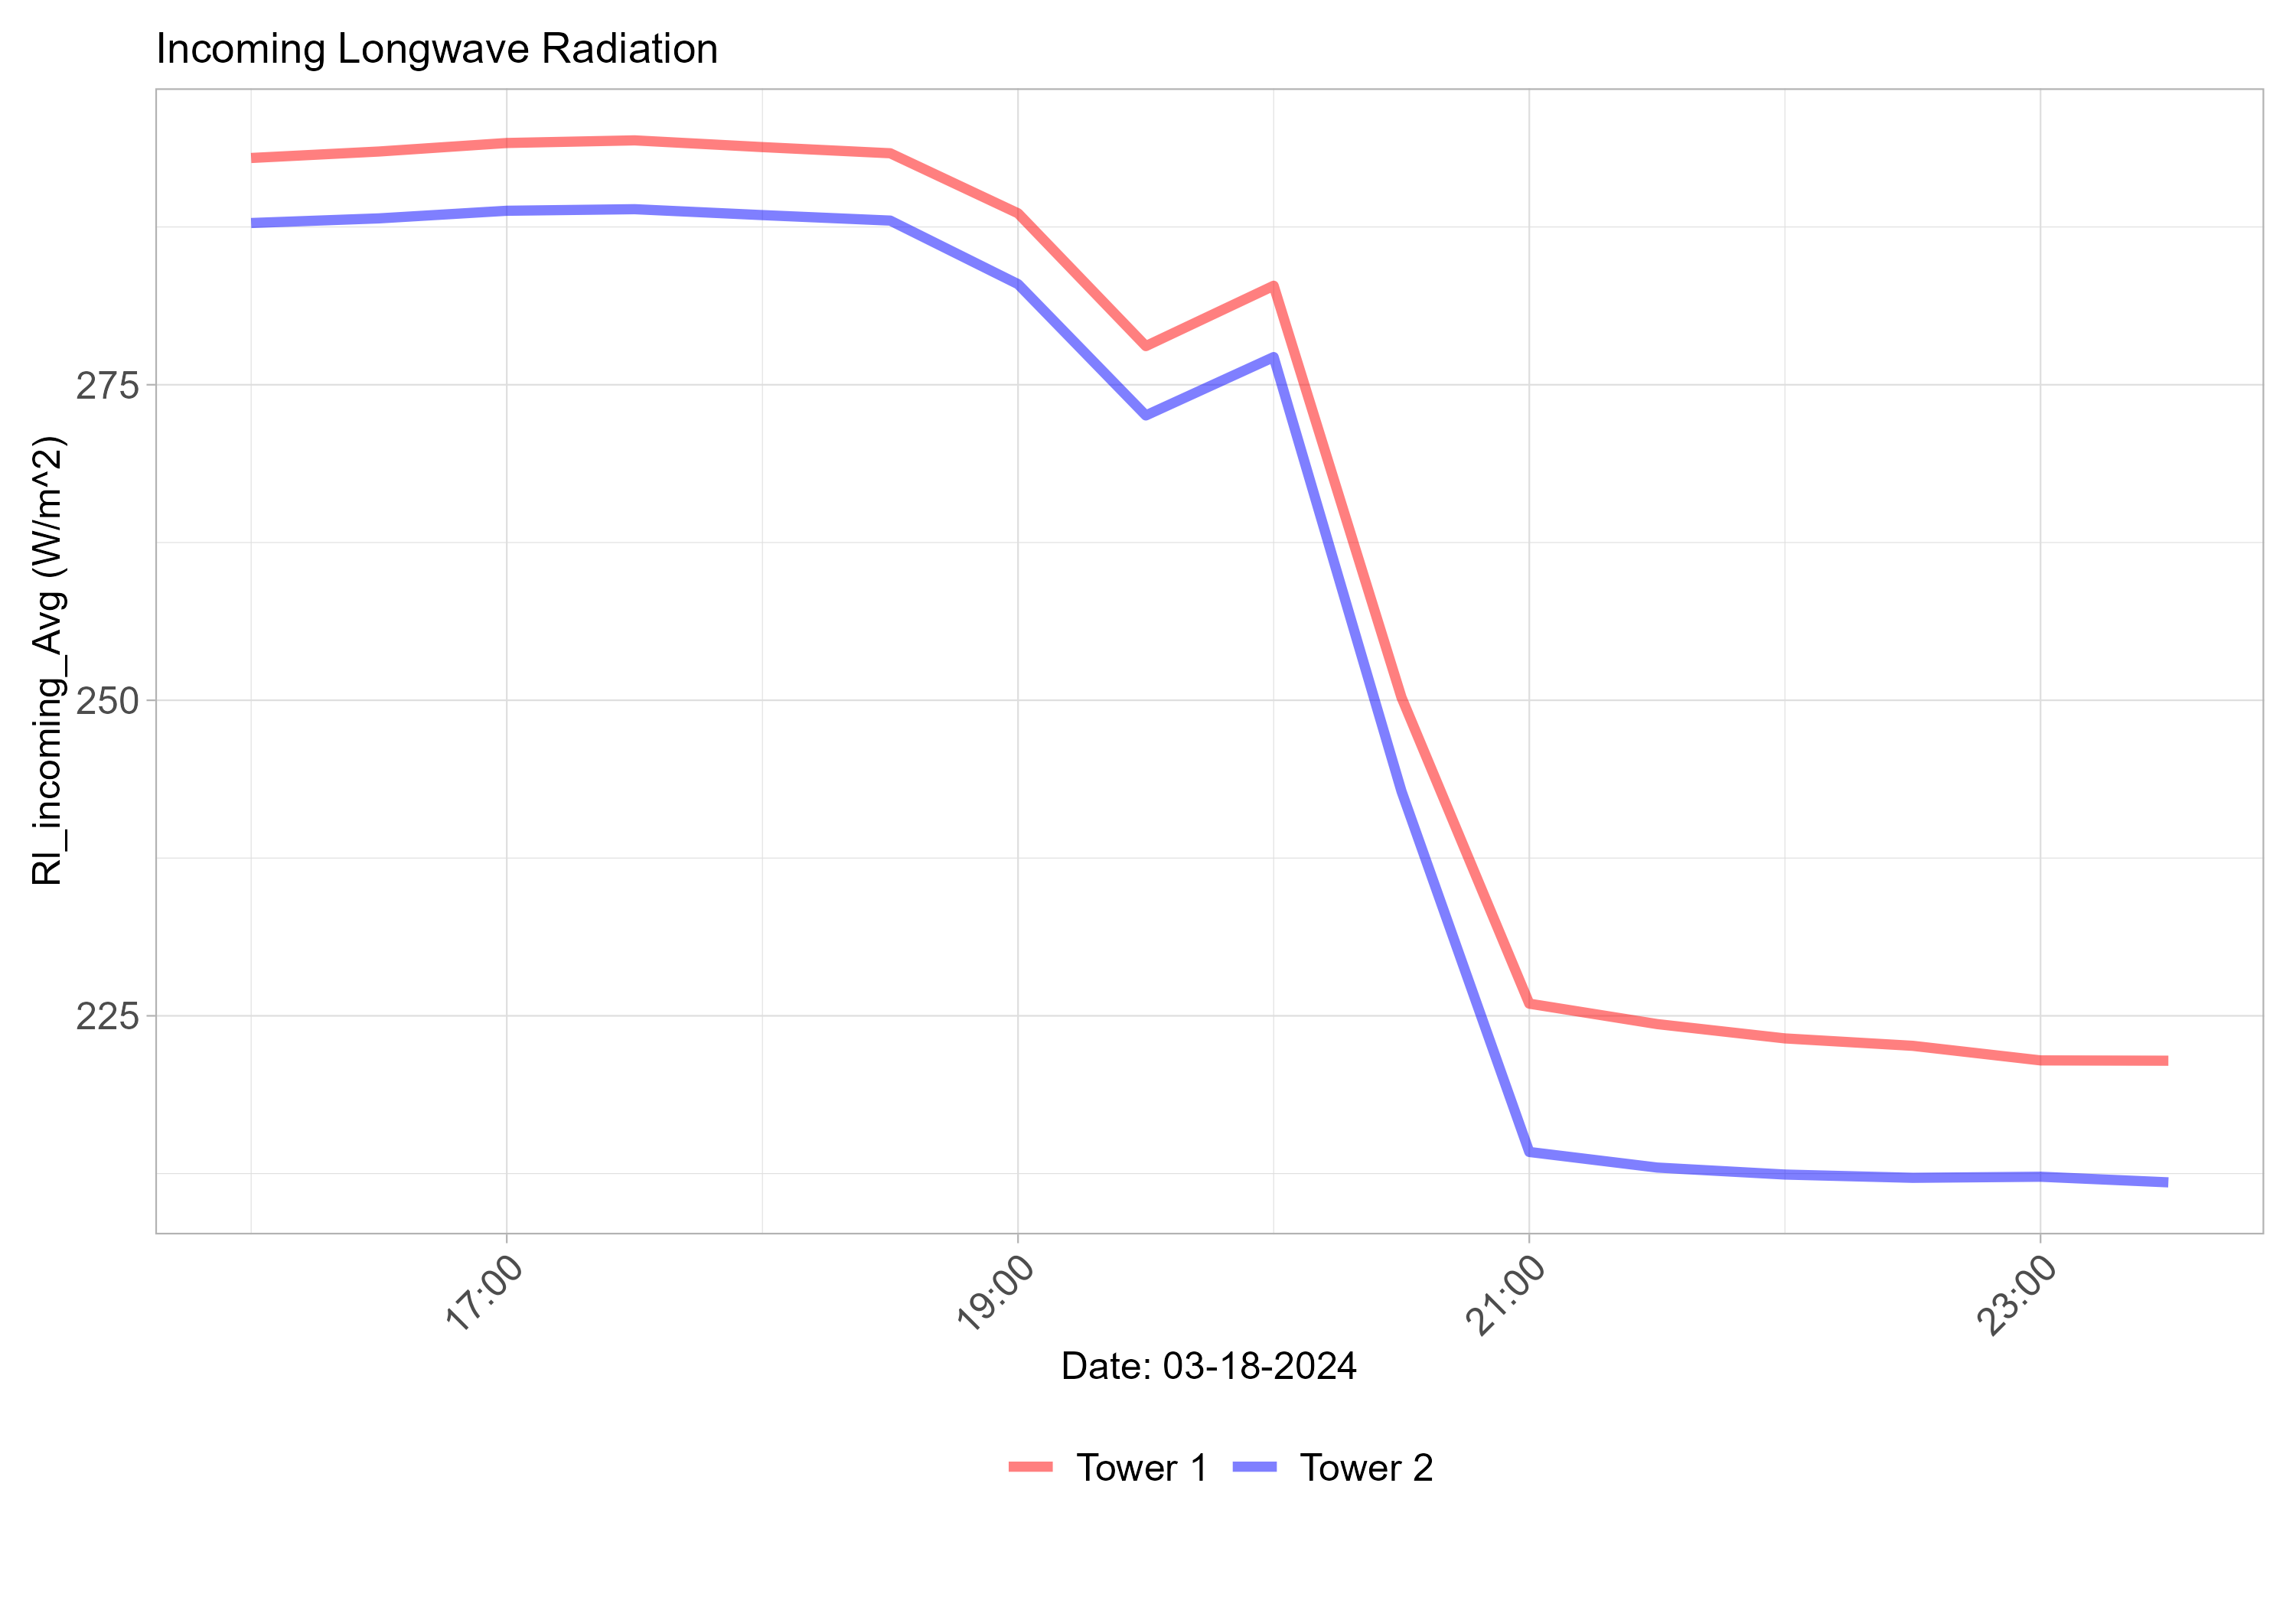 Incoming Longwave Radiation
Rl_incoming_Avg (W/m^2)
275
250
225
17:00
19:00
21:00
23:00
Date: 03-18-2024
Tower 1
Tower 2